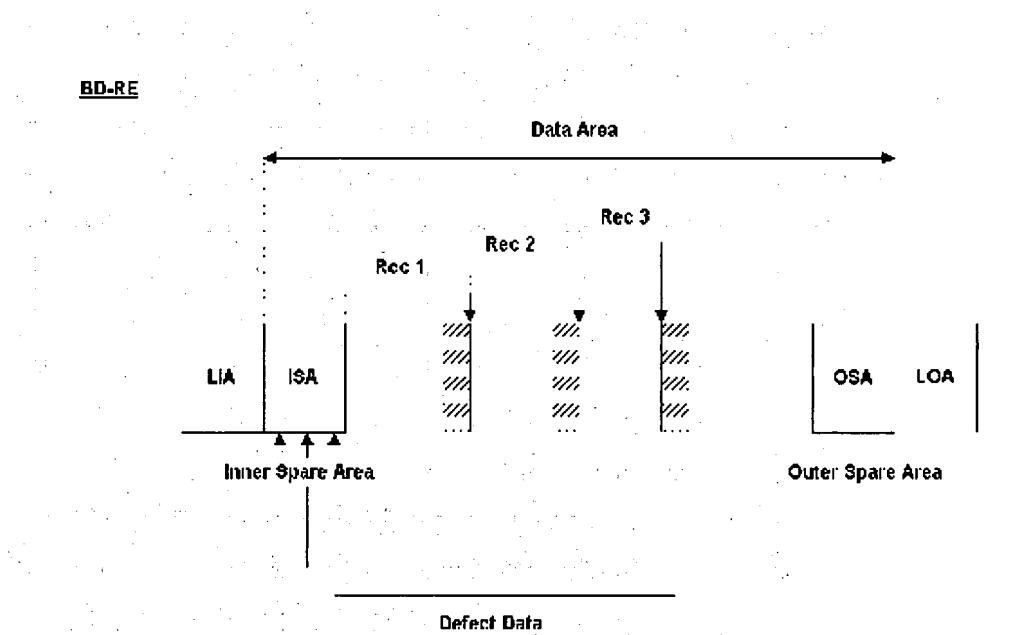 BD-RE
Data Area
Rec 3
Rec 2
Rec 1
LIA ISA OSA LOA
Inner Spare Area Outer Spare Area
Defect Data